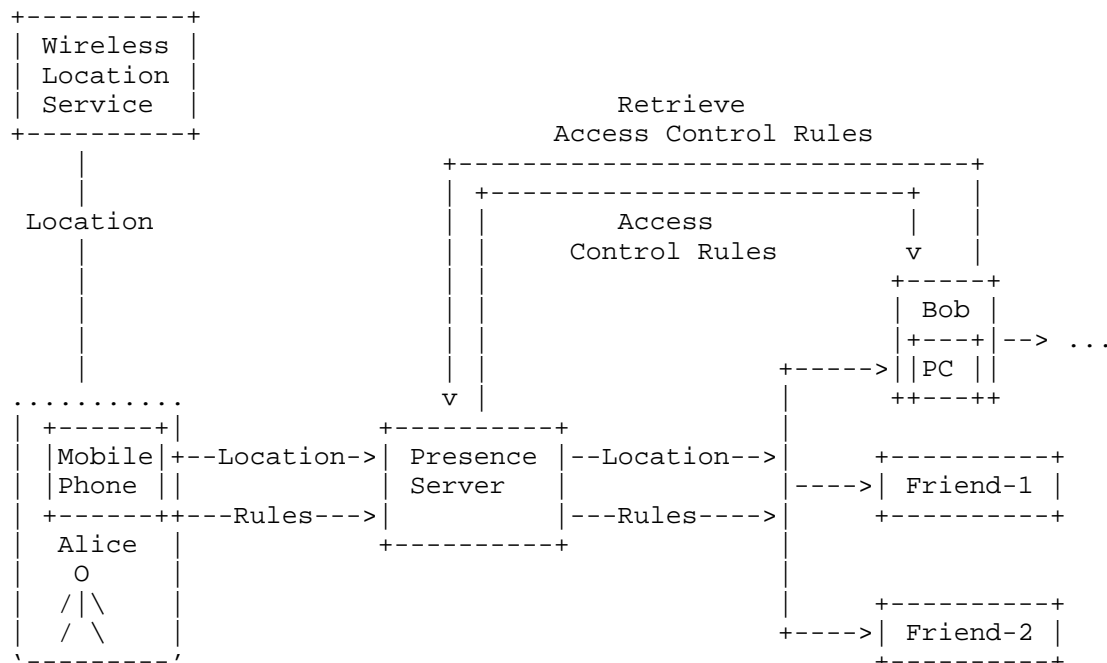 Wireless
Location
Service
Retrieve
Access Control Rules
Location
Access
Control Rules
Bob
PC
...
Mobile
Phone
Location
Rules
Presence
Server
Location
Rules
Friend-1
Alice
Friend-2